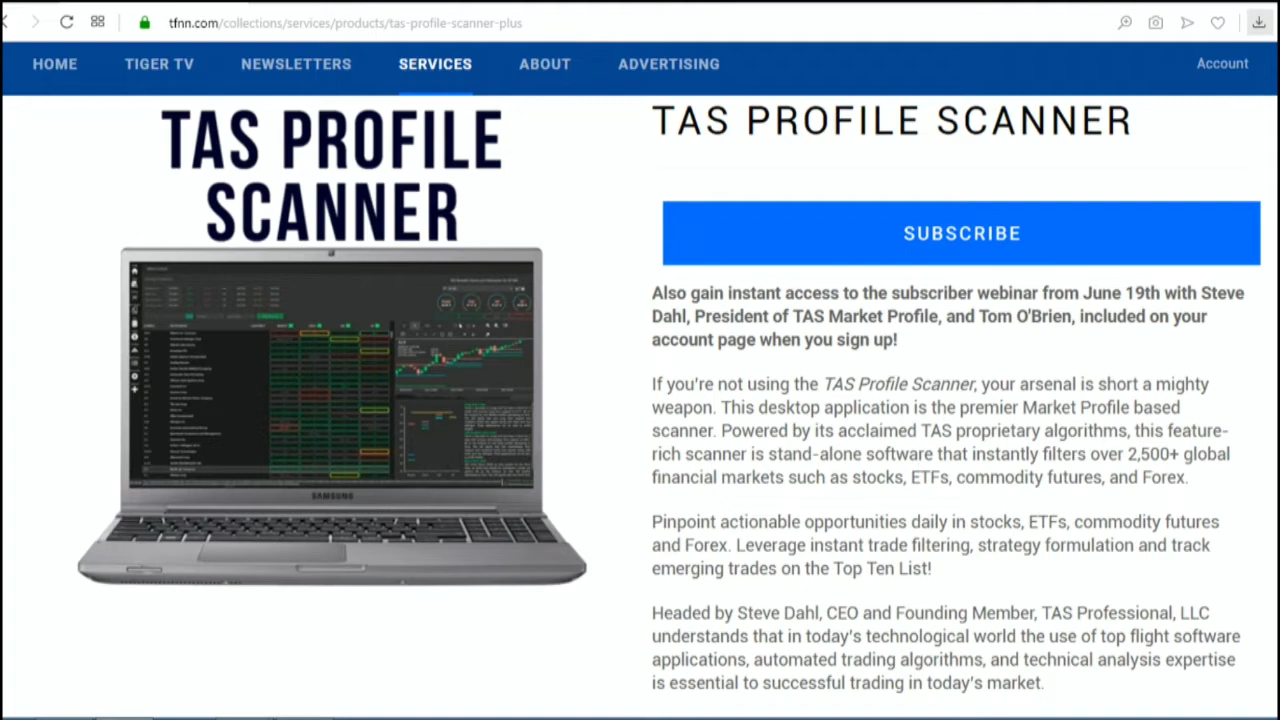 tfnn.com/collections/services/products/tas-profile-scanner-plus
HOME TIGER TV NEWSLETTERS SERVICES ABOUT ADVERTISING Account
TAS PROFILE
SCANNER
SAMSUNG
TAS PROFILE SCANNER
SUBSCRIBE
Also gain instant access to the subscriber webinar from June 19th with Steve
Dahl, President of TAS Market Profile, and Tom O'Brien, included on your
account page when you sign up!
If you're not using the TAS Profile Scanner, your arsenal is short a mighty
weapon. This desktop application is the premier Market Profile based
scanner. Powered by its acclaimed TAS proprietary algorithms, this feature-
rich scanner is stand-alone software that instantly filters over 2,500+ global
financial markets such as stocks, ETFs, commodity futures, and Forex.
Pinpoint actionable opportunities daily in stocks, ETFs, commodity futures
and Forex. Leverage instant trade filtering, strategy formulation and track
emerging trades on the Top Ten List!
Headed by Steve Dahl, CEO and Founding Member, TAS Professional, LLC
understands that in today's technological world the use of top flight software
applications, automated trading algorithms, and technical analysis expertise
is essential to successful trading in today's market.